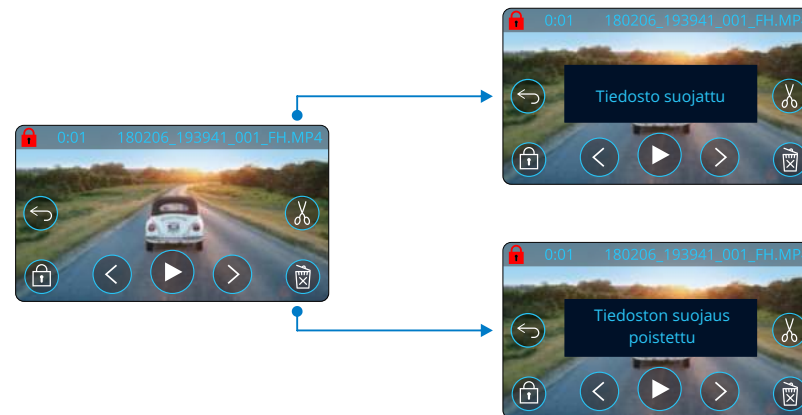 0:01 180206_193941_001_FH.MP4
0:01 180206_193941_001_FH.MP
Tiedosto suojattu
0:01 180206_193941_001_FH.MP
Tiedoston suojaus
poistettu